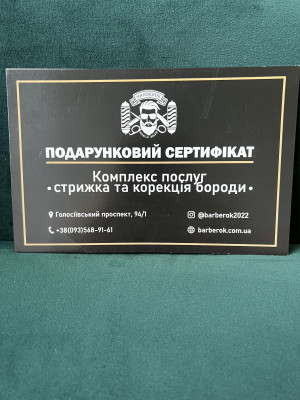 BARBEROK
ПОДАРУНКОВИЙ СЕРТИФІКАТ
Комплекс послуг
• стрижка та корекція бороди •
Голосіївський проспект, 94/1
@barberok2022
+38(093)568-91-61
barberok.com.ua